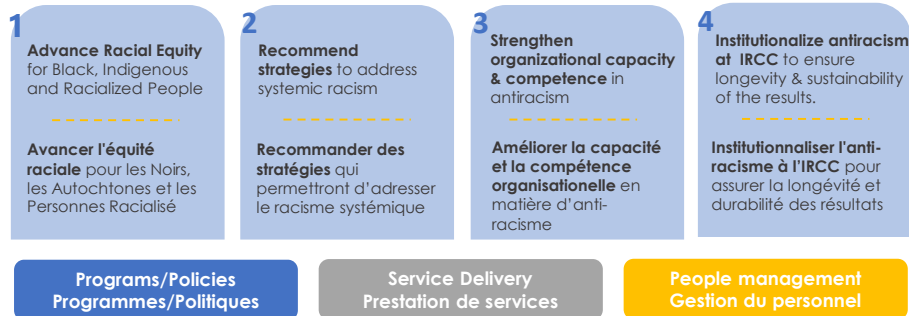 1
Advance Racial Equity
for Black, Indigenous
and Racialized People
Avancer l'équité
raciale pour les Noirs,
les Autochtones et les
Personnes Racialisé
2
Recommend
strategies to address
systemic racism
Recommander des
stratégies qui
permettront d'adresser
le racisme systémique
3
Strengthen
organizational capacity
& competence in
antiracism
Améliorer la capacité
et la compétence
organisationelle en
matière d'anti-
racisme
4
Institutionalize antiracism
at IRCC to ensure
longevity & sustainability
of the results.
Institutionnaliser l'anti-
racisme à l'IRCC pour
assurer la longévité et
durabilité des résultats
Programs/Policies
Programmes/Politiques
Service Delivery
Prestation de services
People management
Gestion du personnel